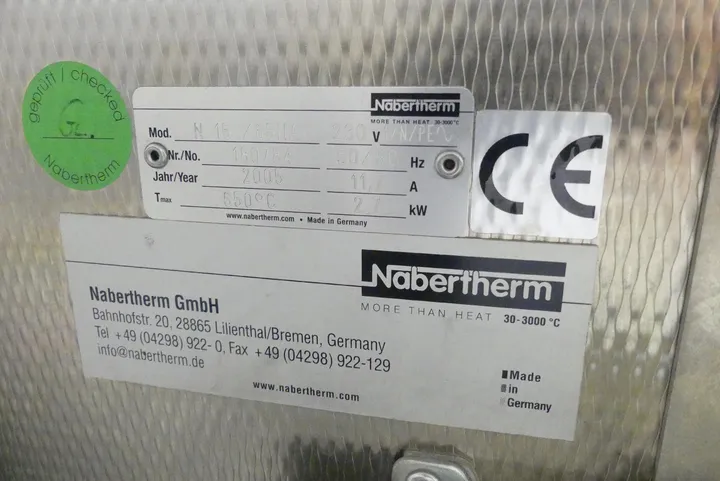 geprüft / checked
Nabertherm
Nabertherm
MORE THAN HEAT 30-3000 °C
Mod. V
Nr./No. Hz
Jahr/Year 2005 A
Tmax 650°C kW
www.nabertherm.com • Made in Germany
CE
Nabertherm
MORE THAN HEAT 30-3000 °C
Nabertherm GmbH
Bahnhofstr. 20, 28865 Lilienthal/Bremen, Germany
Tel +49 (04298) 922- 0, Fax +49 (04298) 922-129
info@nabertherm.de
www.nabertherm.com
Made
in
Germany